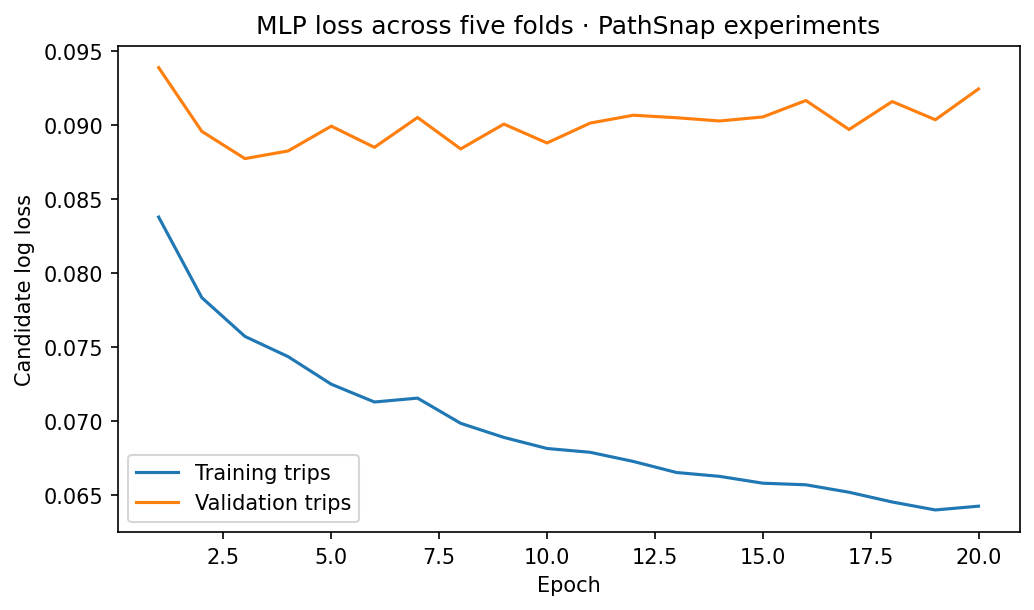 MLP loss across five folds · PathSnap experiments
0.095
0.090
0.085
0.080
0.075
0.070
0.065
Candidate log loss
Training trips
Validation trips
2.5 5.0 7.5 10.0 12.5 15.0 17.5 20.0
Epoch